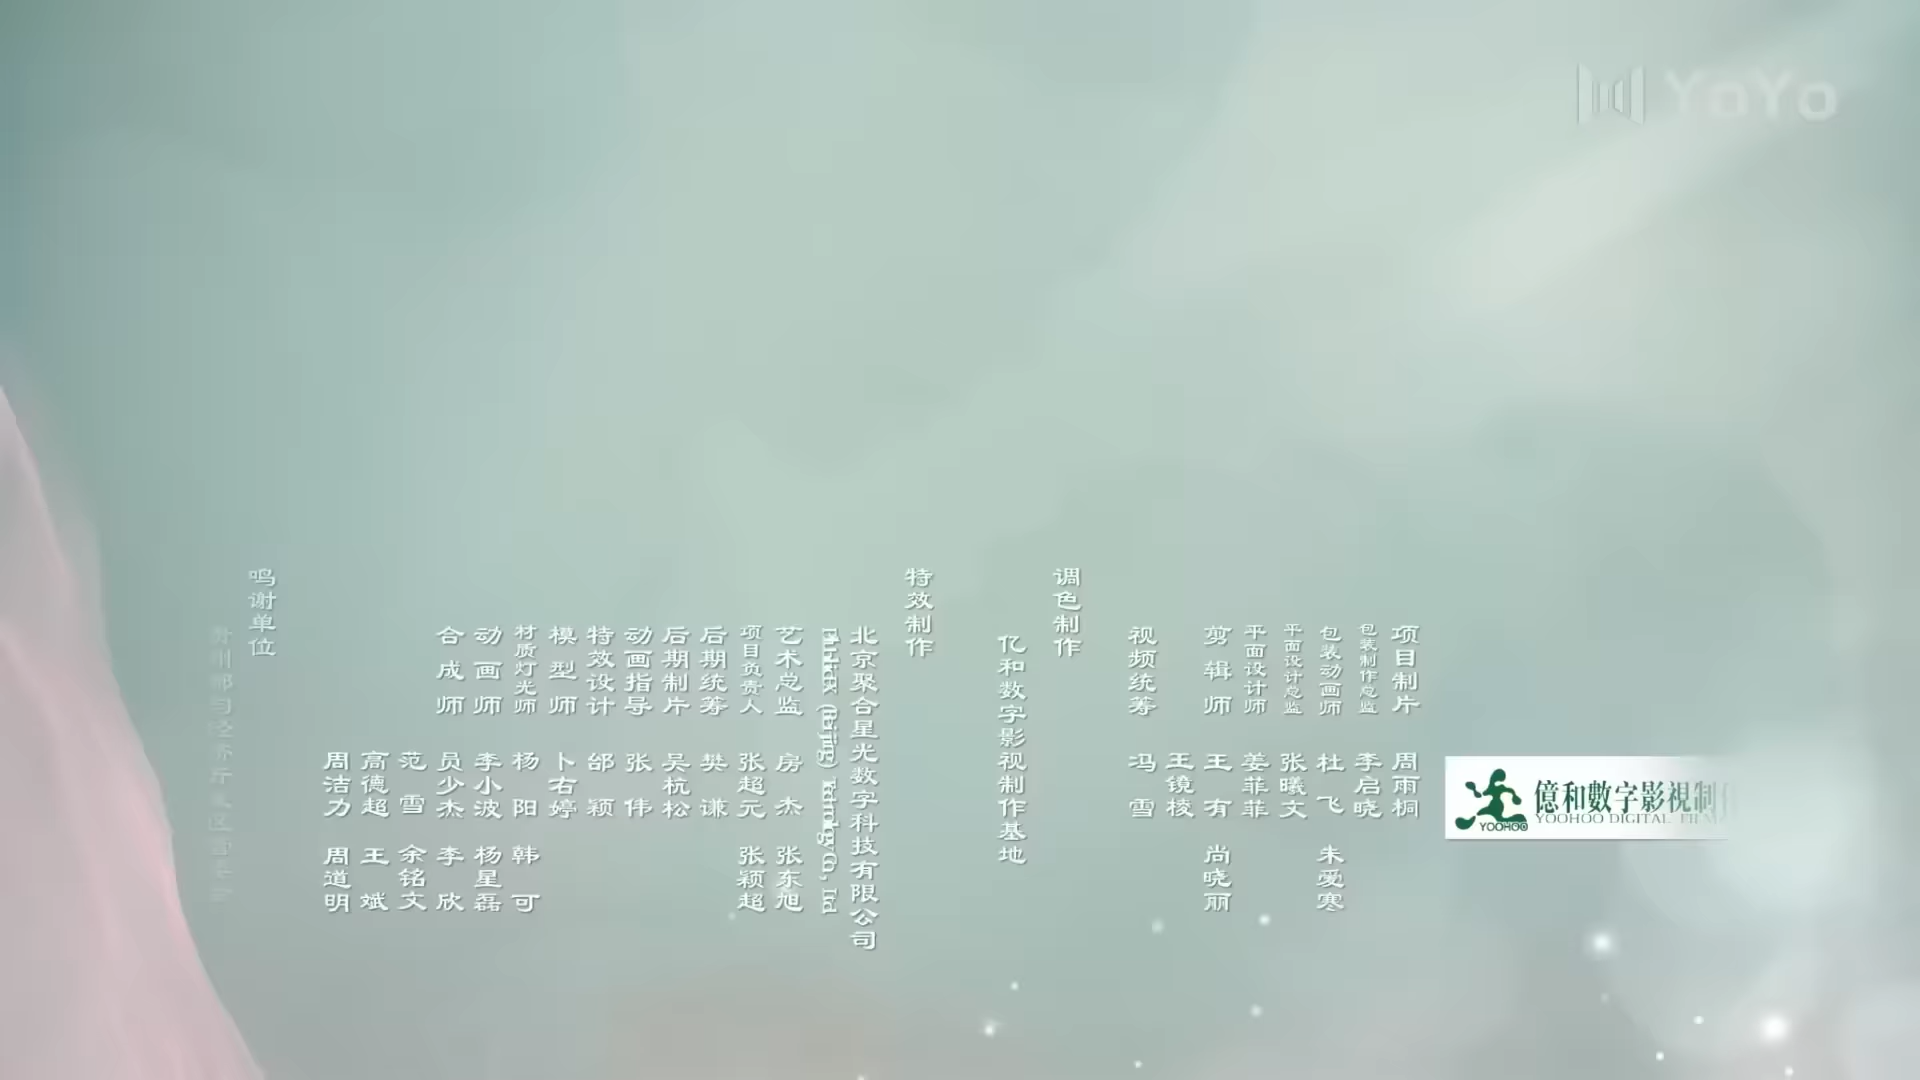 YoYo
億和數字影視制
YOOHOO
YOOHOO DIGITAL FILM
项目制片 周雨桐
包装制作总监 李启晓
包装动画师 杜飞 朱爱寒
平面设计总监 张曦文
平面设计师 姜菲菲
剪辑师 王有 尚晓丽
王镜棱
视频统筹 冯雪
调色制作
亿和数字影视制作基地
特效制作
北京聚合星光数字科技有限公司
(Beijing) Technology Co., Ltd
艺术总监 房杰 张东旭
项目负责人 张超元 张颖超
后期统筹 樊谦
后期制片 吴杭松
动画指导 张伟
特效设计 邰颖
模型师 卜右婷
材质灯光师 杨阳 韩可
动画师 李小波 杨星磊
合成师 员少杰 李欣
范雪 余铭文
高德超 王斌
周洁力 周道明
鸣谢单位